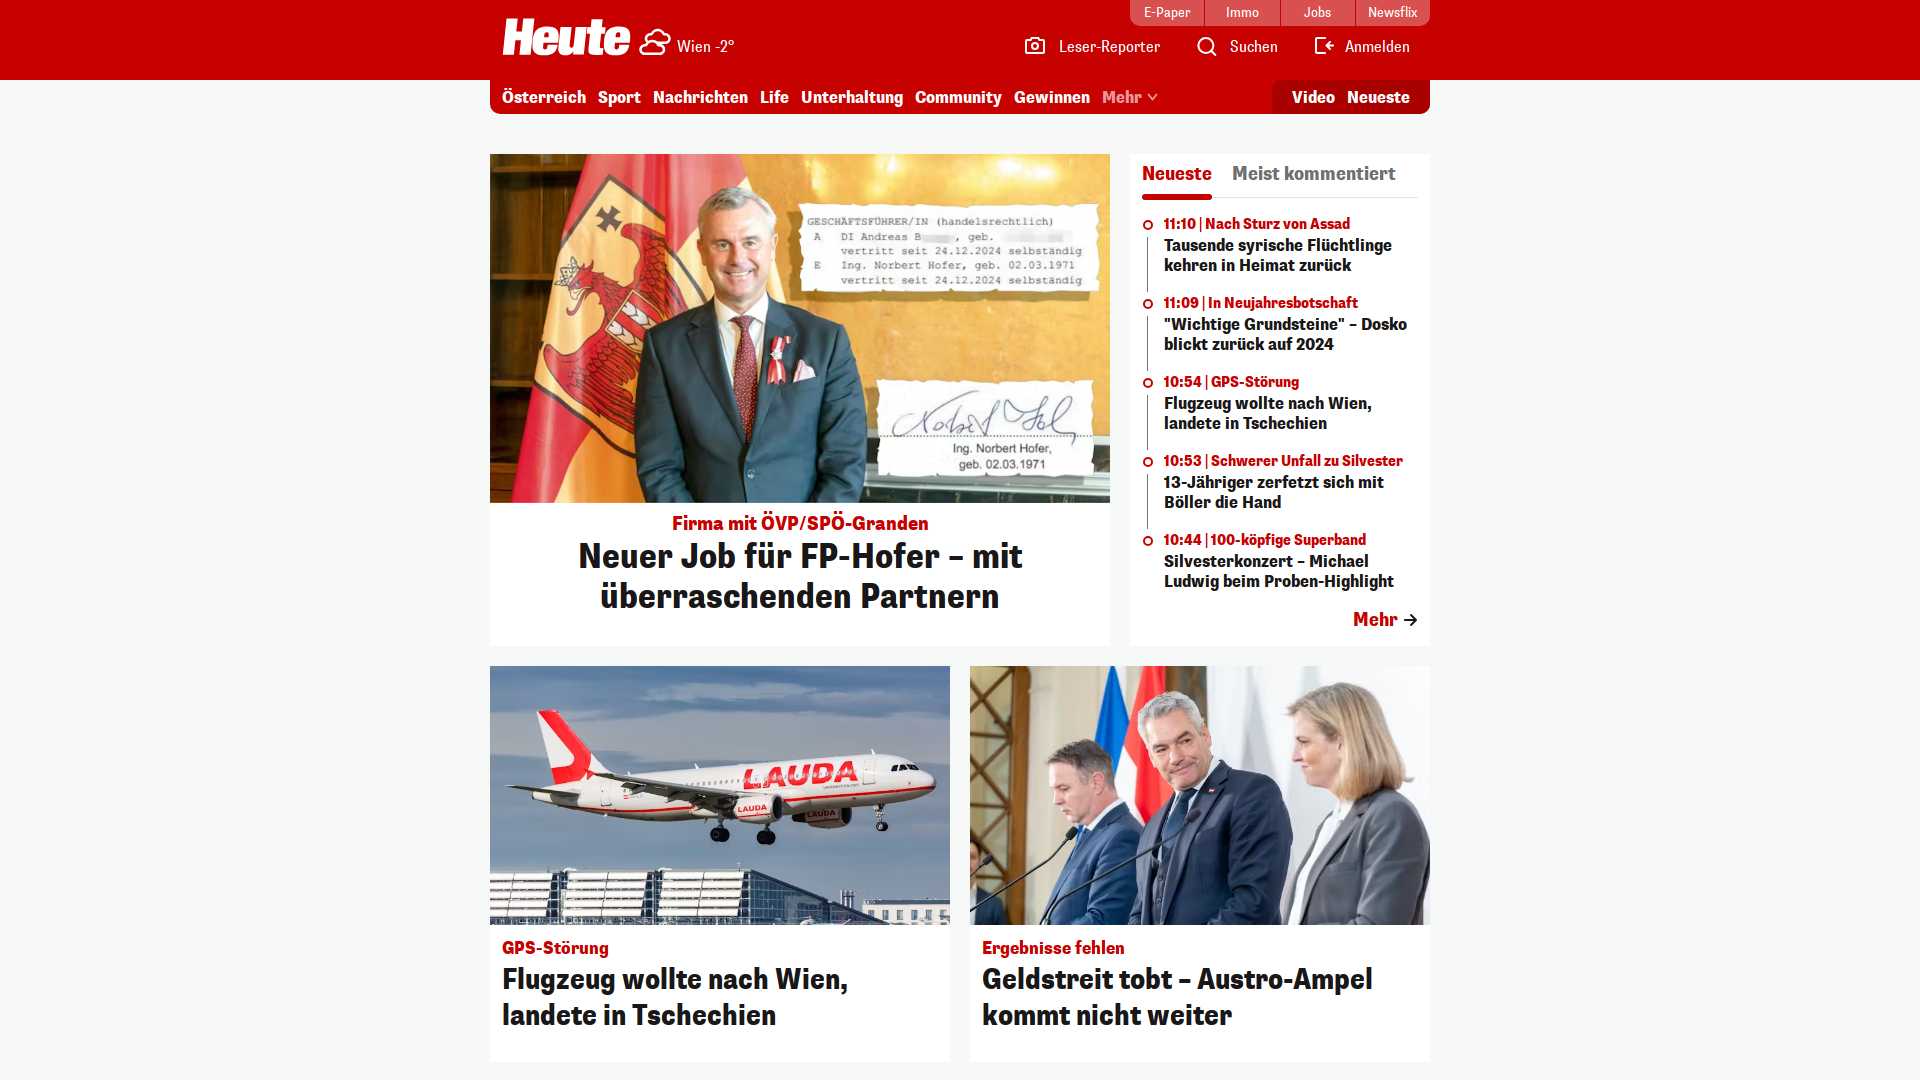 E-Paper
Immo
Jobs
Newsflix
Heute
Wien -2°
Leser-Reporter
Suchen
Anmelden
Österreich
Sport
Nachrichten
Life
Unterhaltung
Community
Gewinnen
Mehr
Video
Neueste
GESCHÄFTSFÜHRER/IN (handelsrechtlich)
A DI Andreas B, geb.
vertritt seit 24.12.2024 selbständig
E Ing. Norbert Hofer, geb. 02.03.1971
vertritt seit 24.12.2024 selbständig
Ing. Norbert Hofer,
geb. 02.03.1971
Firma mit ÖVP/SPÖ-Granden
Neuer Job für FP-Hofer – mit
überraschenden Partnern
Neueste
Meist kommentiert
11:10 | Nach Sturz von Assad
Tausende syrische Flüchtlinge
kehren in Heimat zurück
11:09 | In Neujahresbotschaft
"Wichtige Grundsteine" – Dosko
blickt zurück auf 2024
10:54 | GPS-Störung
Flugzeug wollte nach Wien,
landete in Tschechien
10:53 | Schwerer Unfall zu Silvester
13-Jähriger zerfetzt sich mit
Böller die Hand
10:44 | 100-köpfige Superband
Silvesterkonzert – Michael
Ludwig beim Proben-Highlight
Mehr
LAUDA
LAUDA
LAUDA
GPS-Störung
Flugzeug wollte nach Wien,
landete in Tschechien
Ergebnisse fehlen
Geldstreit tobt – Austro-Ampel
kommt nicht weiter